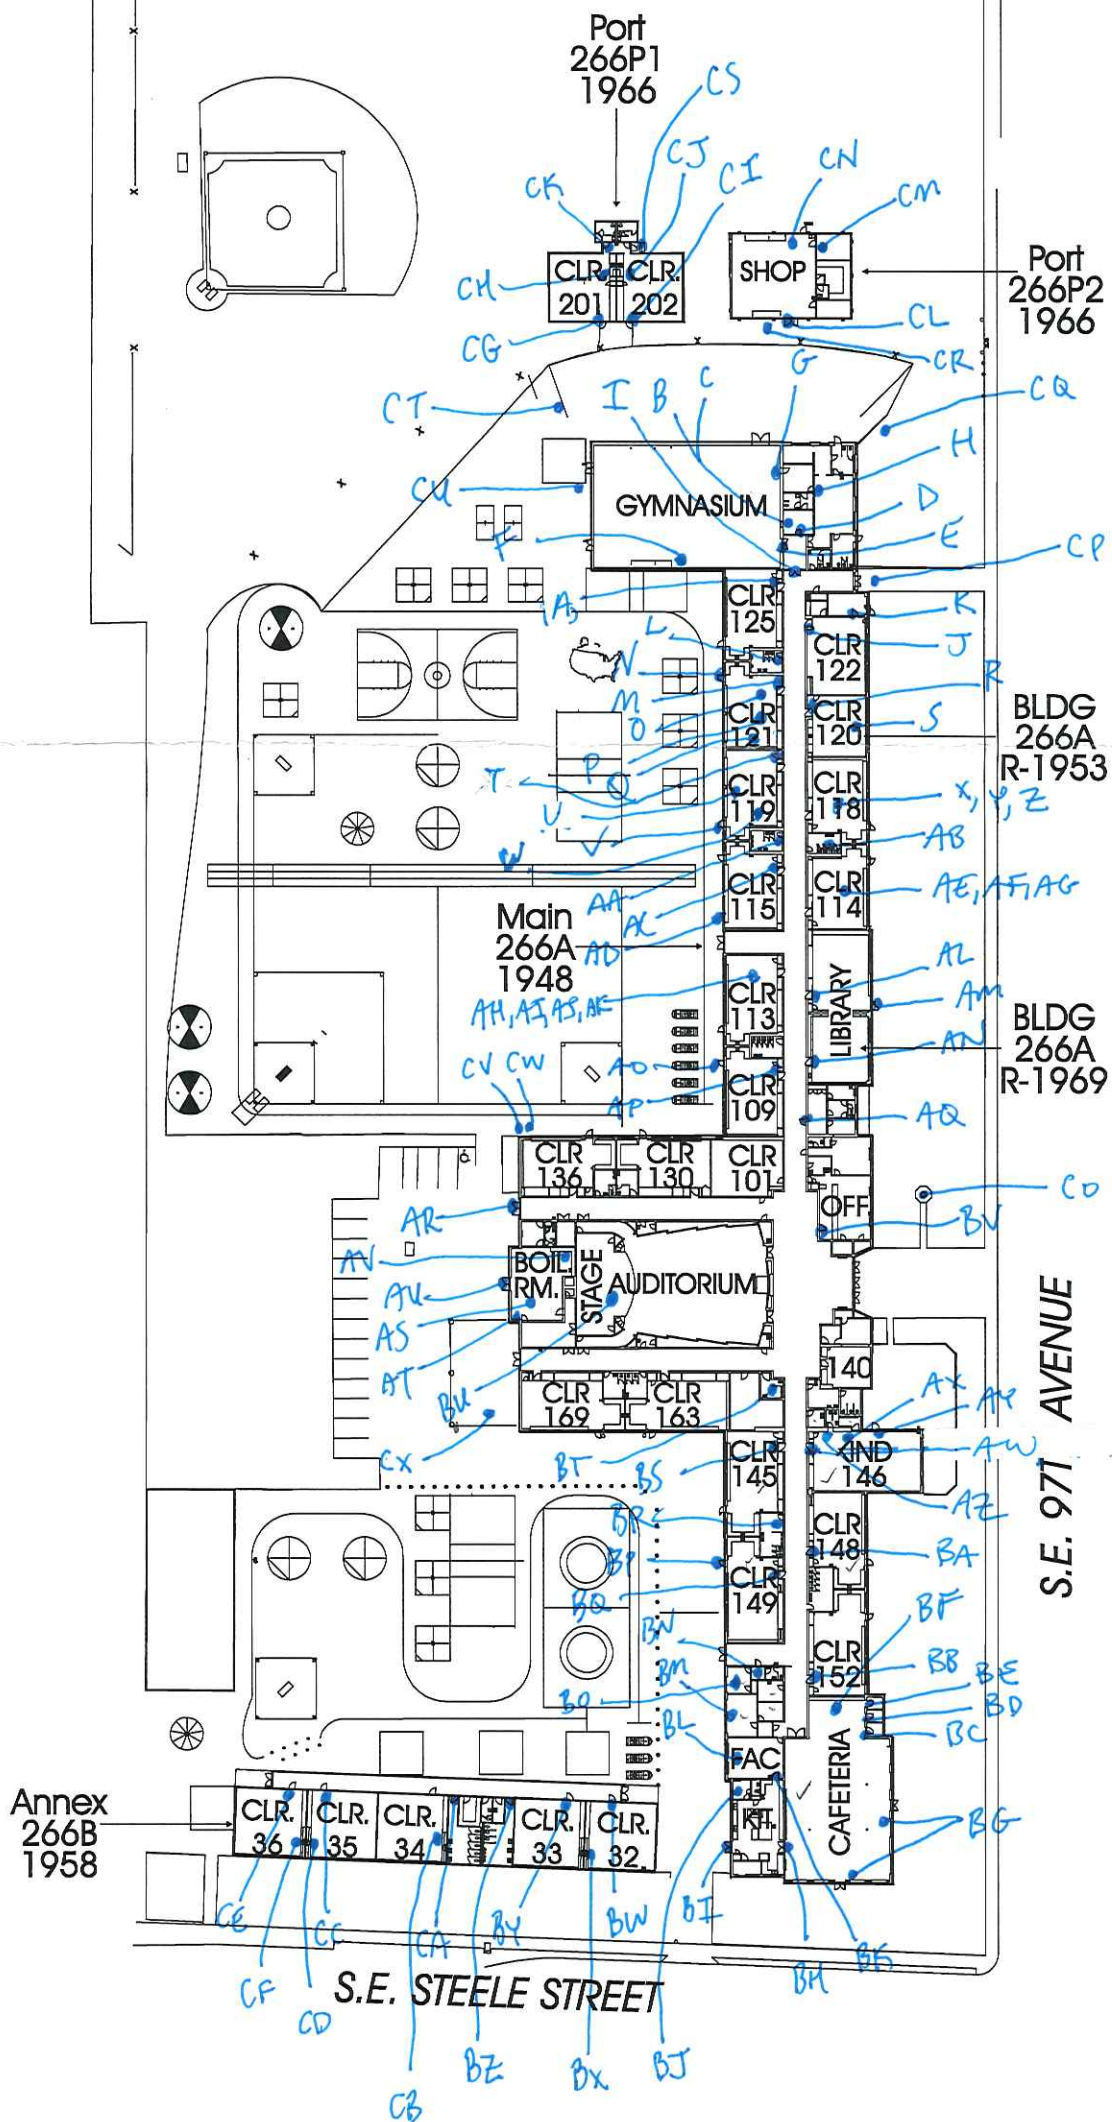 Port
266P1
1966
CS
CJ
CI
CN
CM
CK
CLR.
201
CLR.
202
SHOP
Port
266P2
1966
CH
CG
CL
CR
CT
I
B
C
G
CQ
CU
H
GYMNASIUM
D
F
E
CP
A
CLR
125
K
L
J
N
CLR
122
M
R
O
CLR
121
CLR
120
S
BLDG
266A
R-1953
P
Q
T
CLR
119
CLR
118
X, Y, Z
U
V
AB
W
AA
CLR
115
CLR
114
AE, AF, AG
AC
Main
266A
1948
AD
AL
LIBRARY
AM
AH, AI, AJ, AK
CLR
113
BLDG
266A
R-1969
AN
CV
CW
AO
AP
CLR
109
AQ
CLR
136
CLR
130
CLR
101
CO
AR
OFF
BV
AV
BOIL.
RM.
STAGE
AUDITORIUM
AU
AS
AT
BU
140
AX
AY
CLR
169
CLR
163
CX
BT
BS
CLR
145
KIND
146
AW
AZ
S.E. 97T AVENUE
BR
CLR
148
BP
BA
BQ
CLR
149
BF
BN
CLR
152
BB
BE
BM
BO
BD
BL
BC
FAC
CAFETERIA
BG
KIT.
Annex
266B
1958
CLR.
36
CLR.
35
CLR.
34
CLR.
33
CLR.
32
CE
CC
CA
BY
BW
BI
BK
BH
CF
CD
S.E. STEELE STREET
BZ
BX
BJ
CB